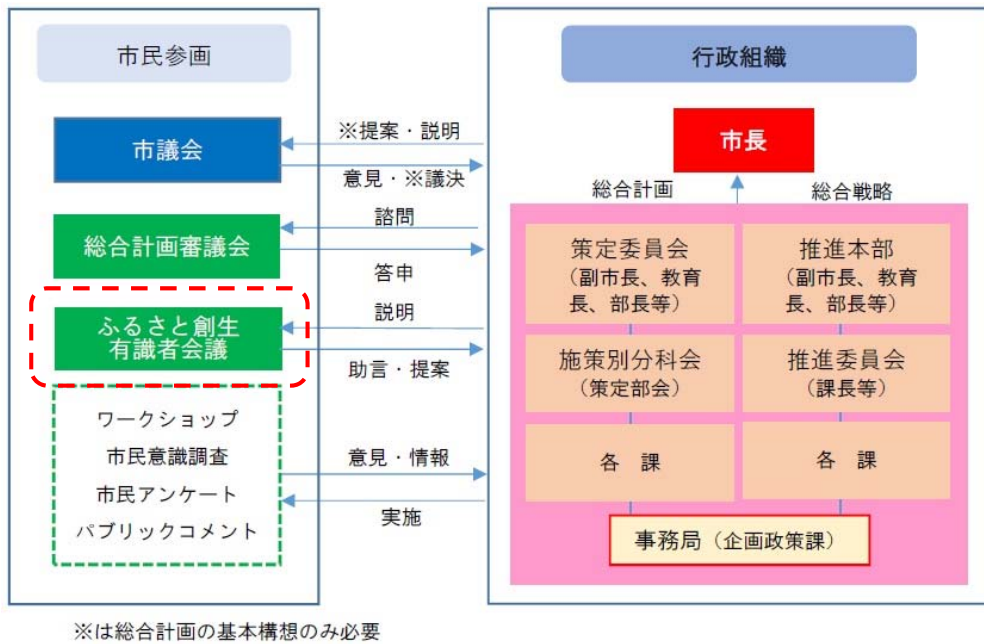 市民参画
市議会
総合計画審議会
ふるさと創生
有識者会議
ワークショップ
市民意識調査
市民アンケート
パブリックコメント
※提案・説明
意見・※議決
諮問
答申
説明
助言・提案
意見・情報
実施
行政組織
市長
総合計画
総合戦略
策定委員会
（副市長、教育
長、部長等）
施策別分科会
（策定部会）
各　課
推進本部
（副市長、教育
長、部長等）
推進委員会
（課長等）
各　課
事務局（企画政策課）
※は総合計画の基本構想のみ必要